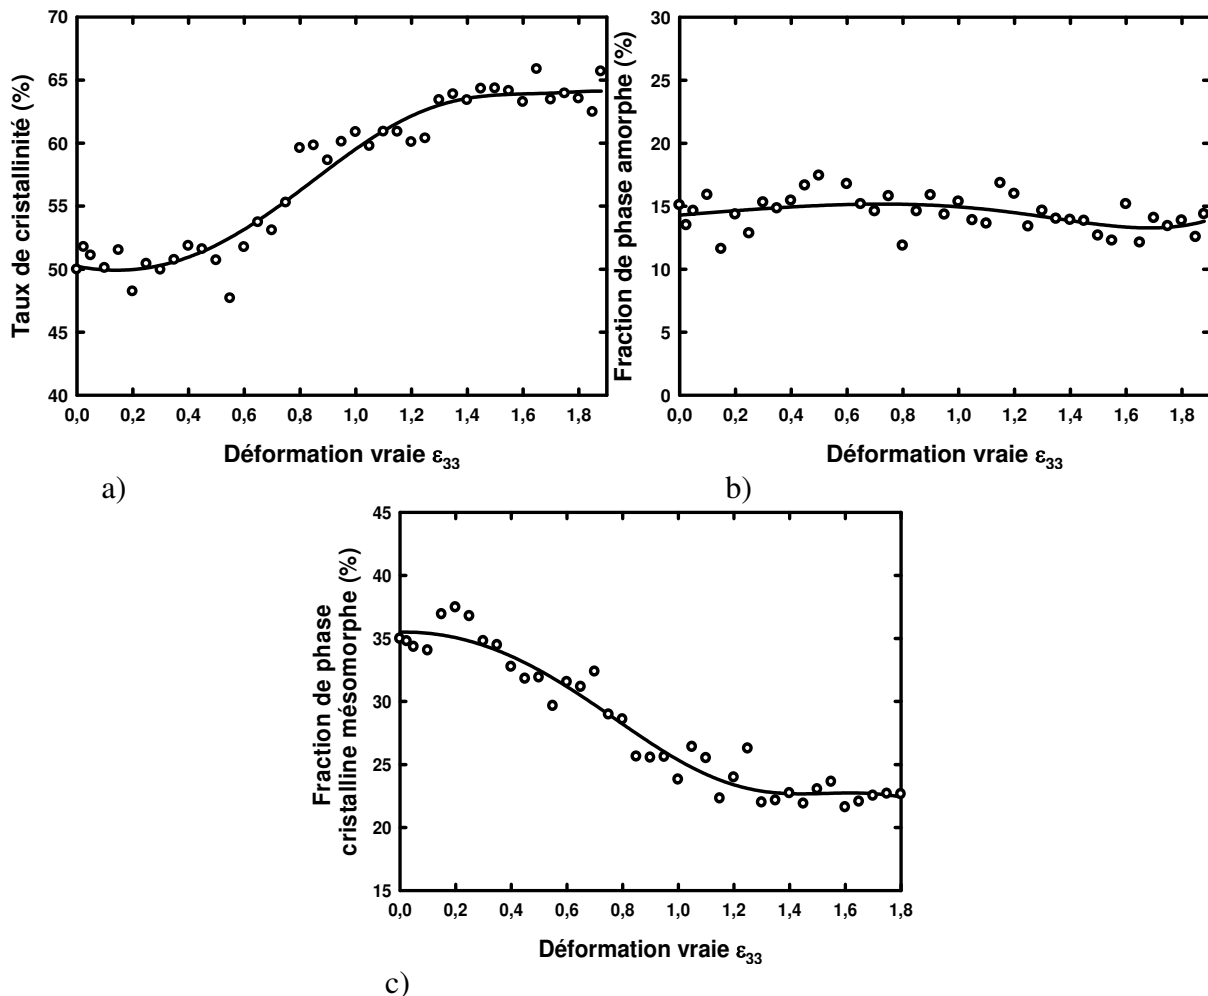 70
65
60
55
50
45
40
Taux de cristallinité (%)
0,0 0,2 0,4 0,6 0,8 1,0 1,2 1,4 1,6 1,8
Déformation vraie ε33
a)
30
25
20
15
10
5
0
Fraction de phase amorphe (%)
0,0 0,2 0,4 0,6 0,8 1,0 1,2 1,4 1,6 1,8
Déformation vraie ε33
b)
45
40
35
30
25
20
15
Fraction de phase
cristalline mésomorphe (%)
0,0 0,2 0,4 0,6 0,8 1,0 1,2 1,4 1,6 1,8
Déformation vraie ε33
c)